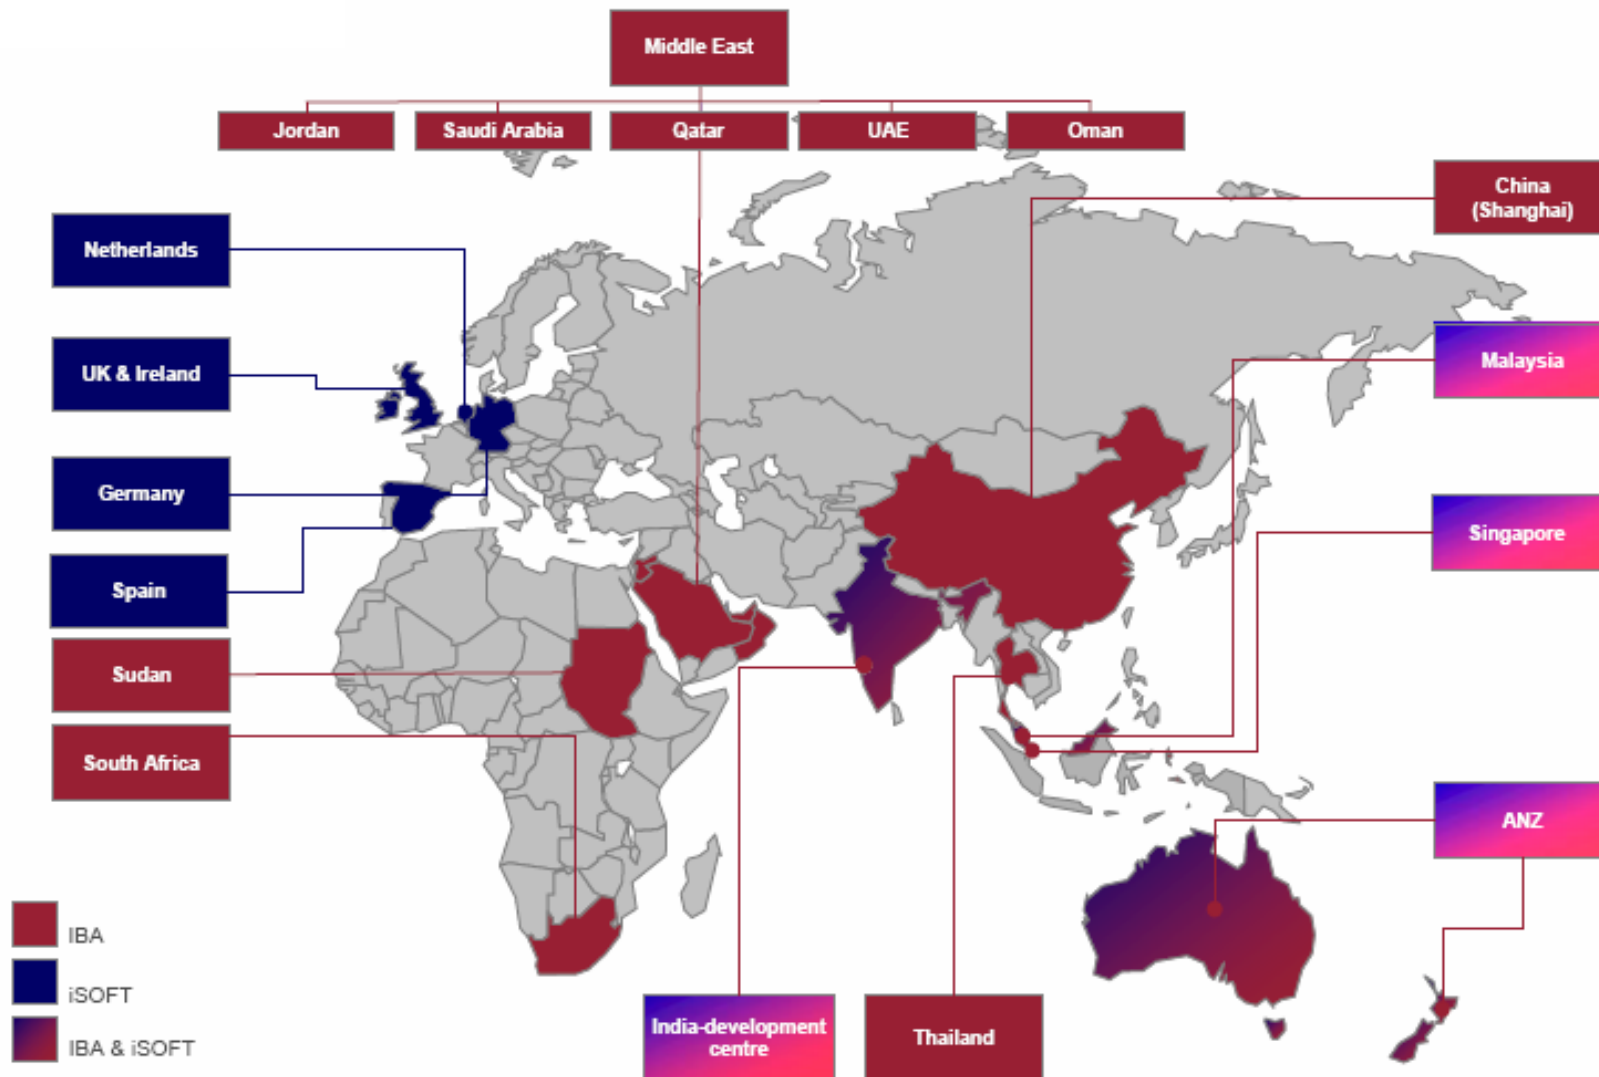 Middle East
Jordan
Saudi Arabia
Qatar
UAE
Oman
China
(Shanghai)
Netherlands
UK & Ireland
Malaysia
Germany
Singapore
Spain
Sudan
South Africa
ANZ
IBA
iSOFT
IBA & iSOFT
India-development
centre
Thailand